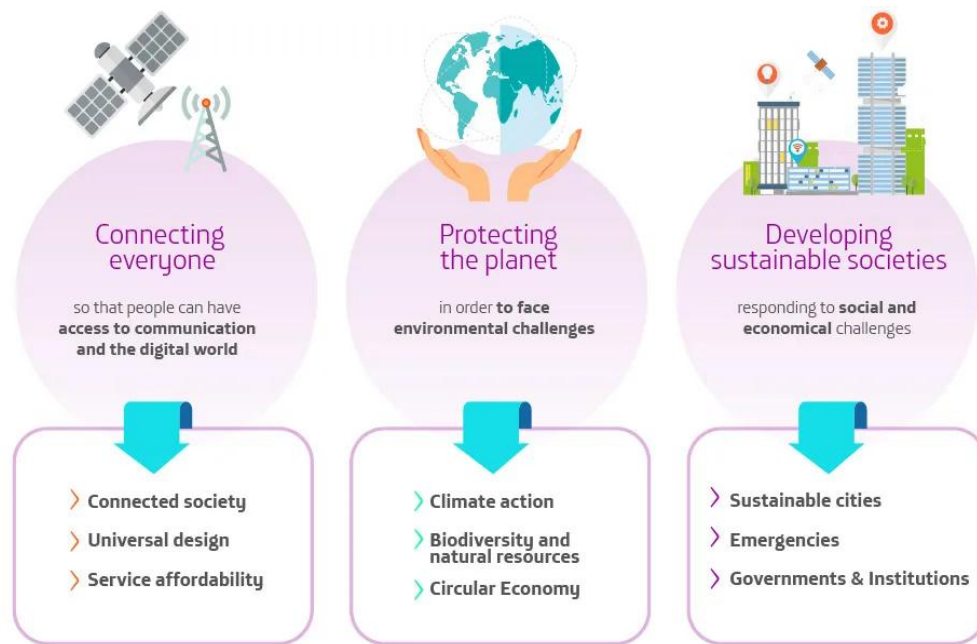 Connecting
everyone
so that people can have
access to communication
and the digital world
Connected society
Universal design
Service affordability
Protecting
the planet
in order to face
environmental challenges
Climate action
Biodiversity and
natural resources
Circular Economy
Developing
sustainable societies
responding to social and
economical challenges
Sustainable cities
Emergencies
Governments & Institutions